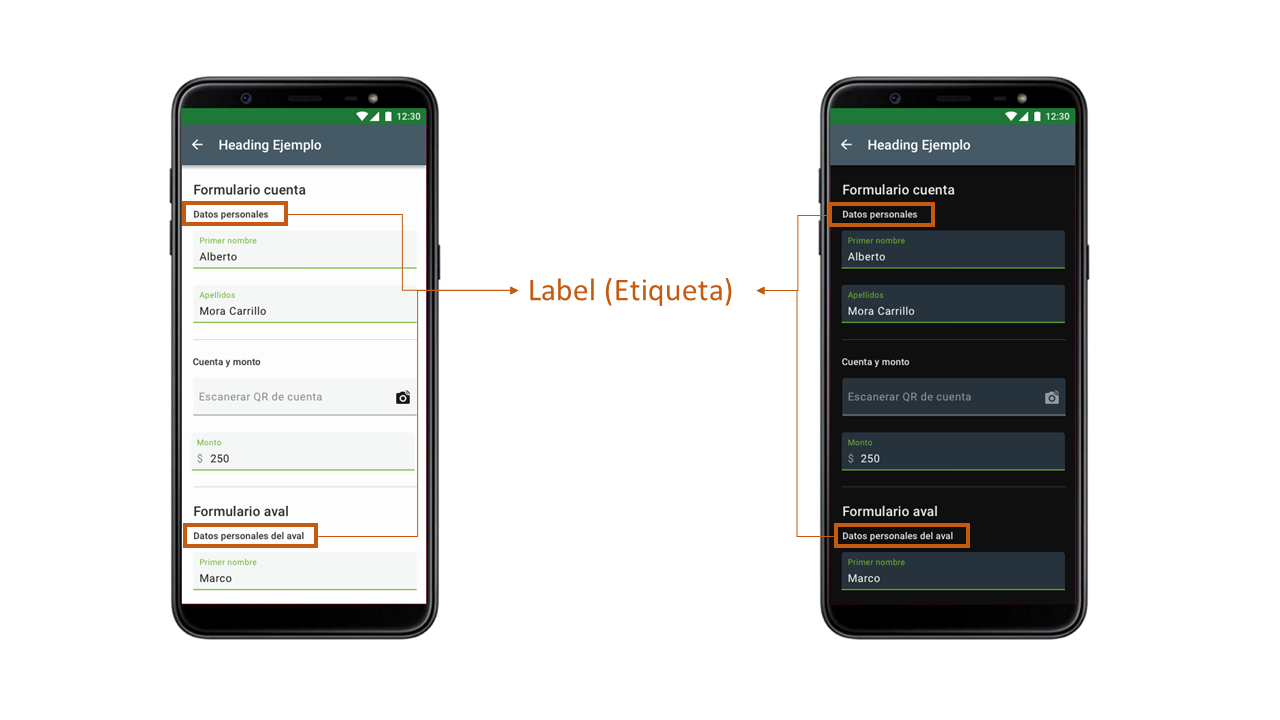 12:30
Heading Ejemplo
Formulario cuenta
Datos personales
Primer nombre
Alberto
Apellidos
Mora Carrillo
Cuenta y monto
Escanerar QR de cuenta
Monto
$ 250
Formulario aval
Datos personales del aval
Primer nombre
Marco
Label (Etiqueta)
12:30
Heading Ejemplo
Formulario cuenta
Datos personales
Primer nombre
Alberto
Apellidos
Mora Carrillo
Cuenta y monto
Escanerar QR de cuenta
Monto
$ 250
Formulario aval
Datos personales del aval
Primer nombre
Marco